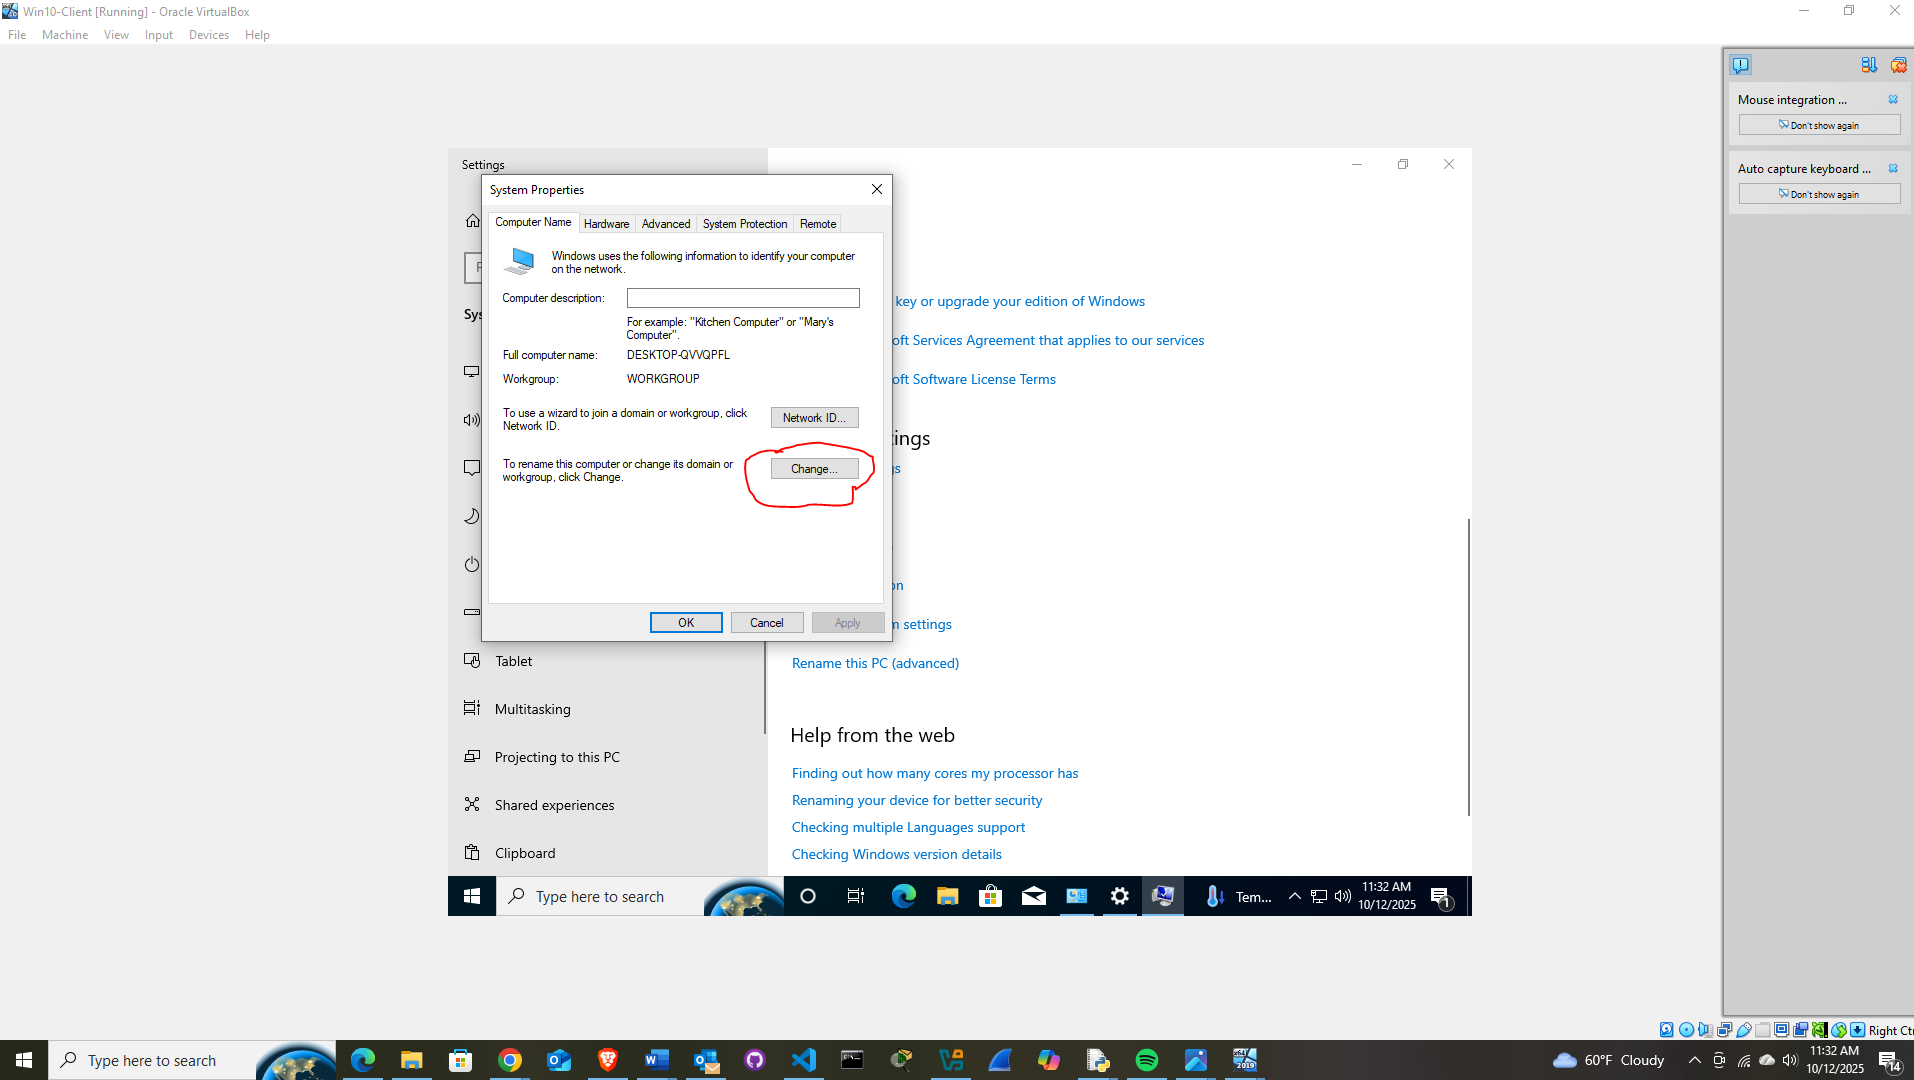 Win10-Client [Running] - Oracle VirtualBox
File Machine View Input Devices Help
Mouse integration ...
Don't show again
Auto capture keyboard ...
Don't show again
Settings
System Properties
Computer Name Hardware Advanced System Protection Remote
Windows uses the following information to identify your computer
on the network.
Computer description:
For example: "Kitchen Computer" or "Mary's
Computer".
Full computer name: DESKTOP-QVVQPFL
Workgroup: WORKGROUP
To use a wizard to join a domain or workgroup, click
Network ID.
Network ID...
To rename this computer or change its domain or
workgroup, click Change.
Change...
OK Cancel Apply
key or upgrade your edition of Windows
oft Services Agreement that applies to our services
oft Software License Terms
tings
gs
on
m settings
Rename this PC (advanced)
Help from the web
Finding out how many cores my processor has
Renaming your device for better security
Checking multiple Languages support
Checking Windows version details
Sys
Tablet
Multitasking
Projecting to this PC
Shared experiences
Clipboard
Type here to search
Tem...
11:32 AM
10/12/2025
1
Right Ctr
Type here to search
x64
2019
60°F Cloudy
11:32 AM
10/12/2025
14